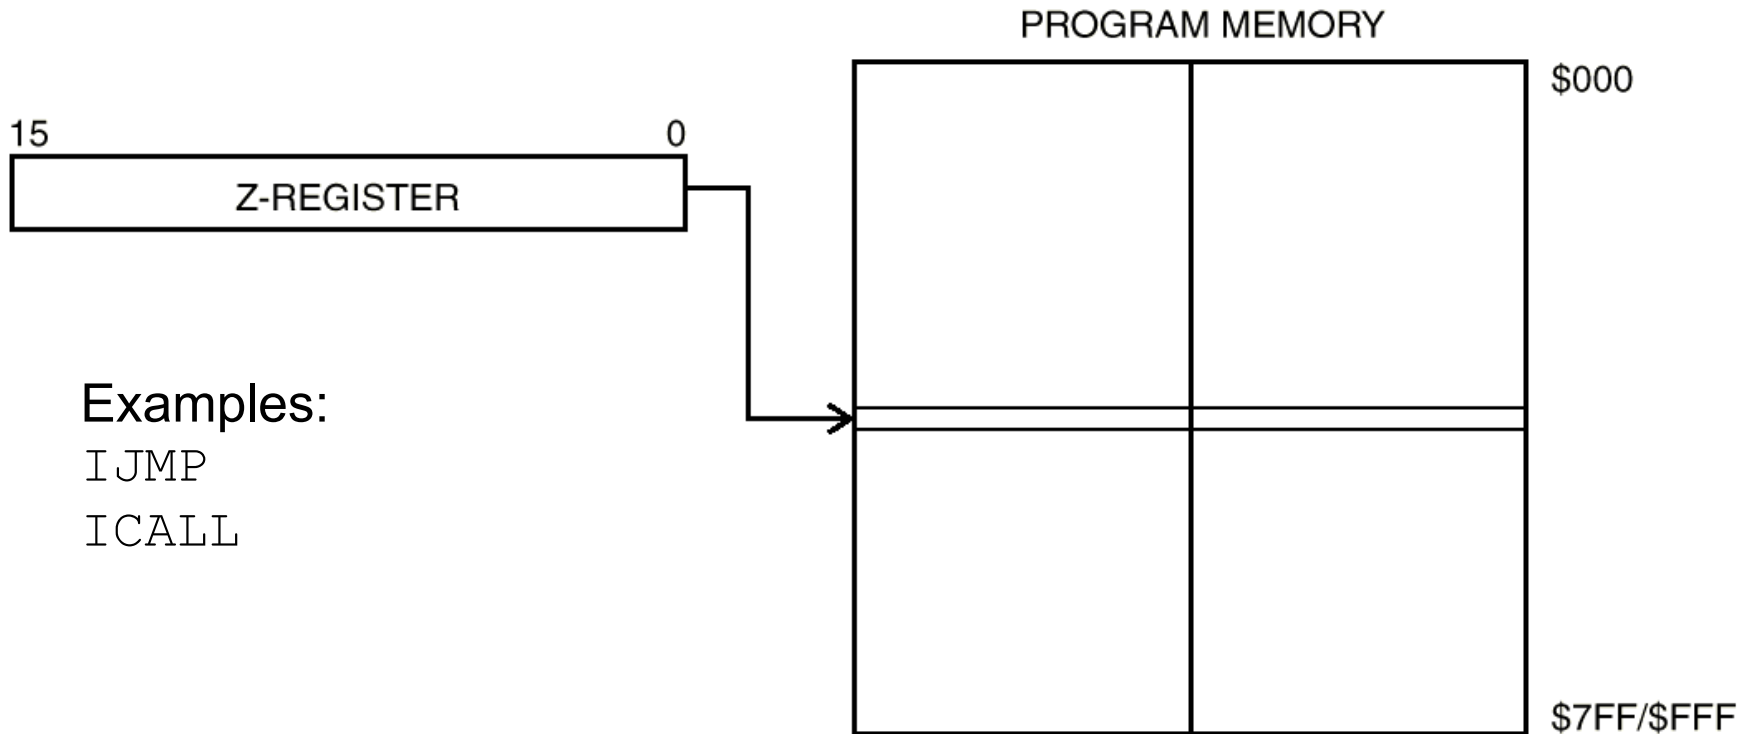 PROGRAM MEMORY
$000
15 0
Z-REGISTER
Examples:
IJMP
ICALL
$7FF/$FFF